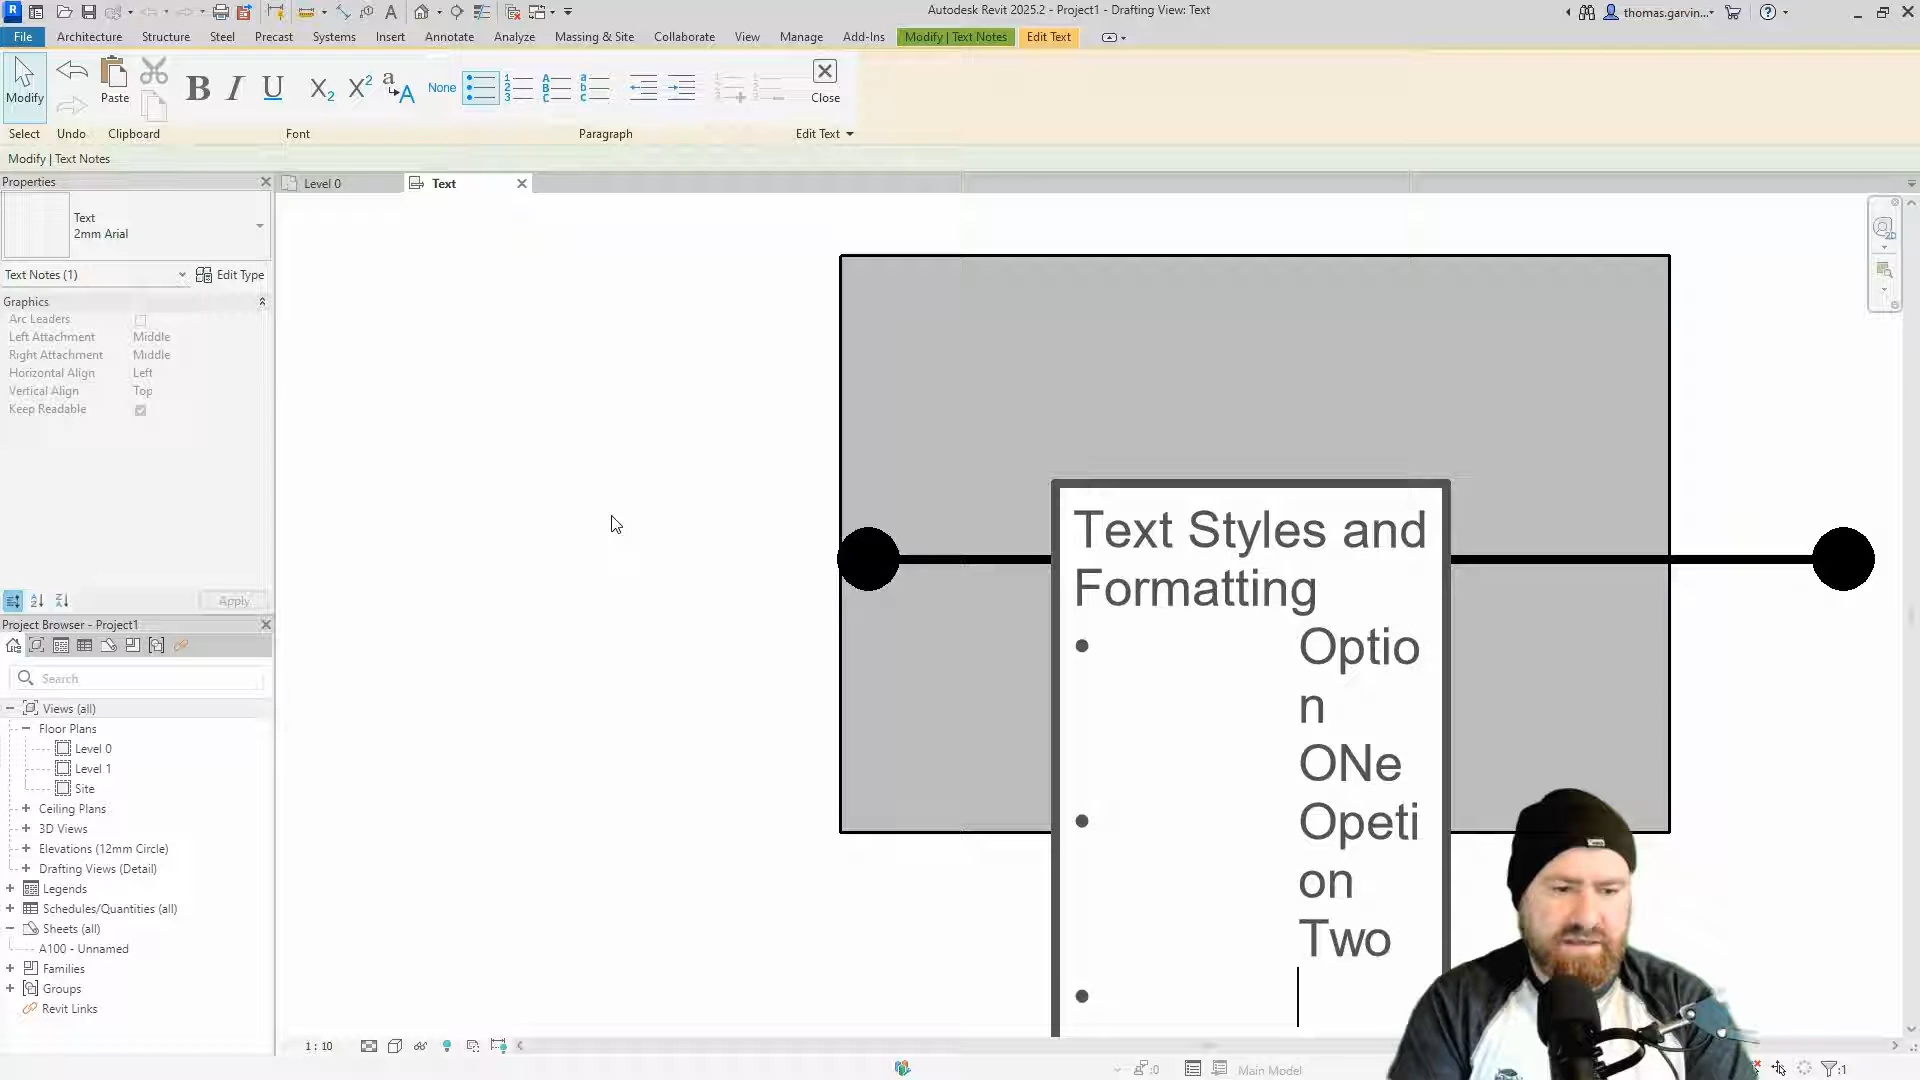 Autodesk Revit 2025.2 - Project1 - Drafting View: Text
thomas.garvin...
File Architecture Structure Steel Precast Systems Insert Annotate Analyze Massing & Site Collaborate View Manage Add-Ins Modify | Text Notes Edit Text
Modify
Paste
None
Close
Select Undo Clipboard Font Paragraph Edit Text
Modify | Text Notes
Properties
Level 0
Text
Text
2mm Arial
Text Notes (1)
Edit Type
Graphics
Arc Leaders
Left Attachment Middle
Right Attachment Middle
Horizontal Align Left
Vertical Align Top
Keep Readable
Apply
Project Browser - Project1
Search
Views (all)
Floor Plans
Level 0
Level 1
Site
Ceiling Plans
3D Views
Elevations (12mm Circle)
Drafting Views (Detail)
Legends
Schedules/Quantities (all)
Sheets (all)
A100 - Unnamed
Families
Groups
Revit Links
Text Styles and
Formatting
• Optio
n
ONe
• Opeti
on
Two
•
1 : 10
:0
Main Model
:1